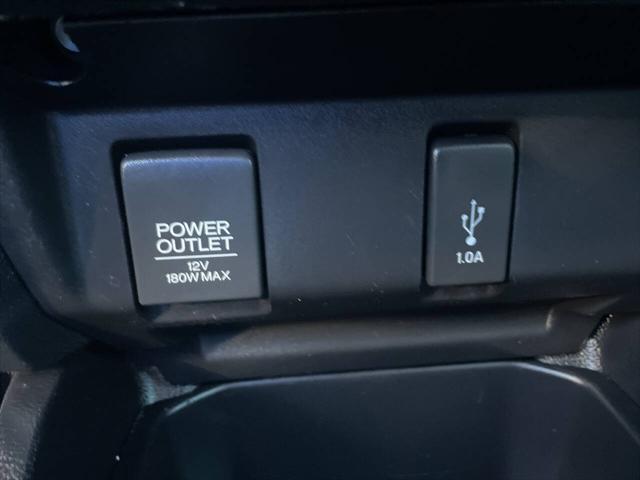 POWER
OUTLET
12V
180W MAX
1.0A